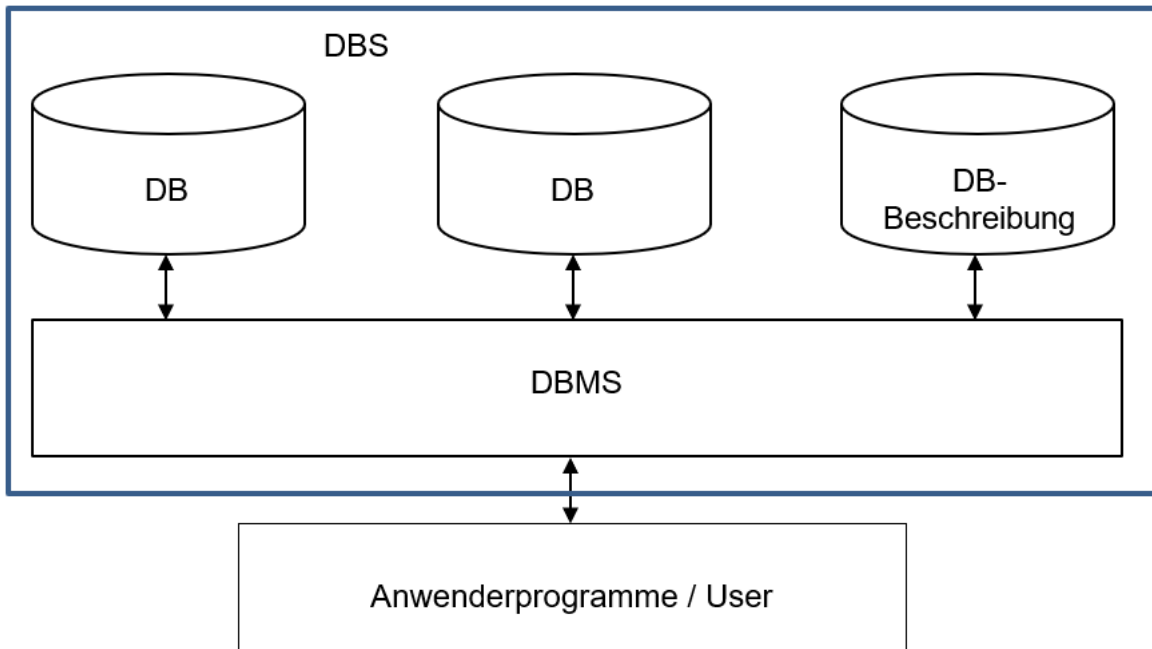 DBS
DB
DB
DB-
Beschreibung
DBMS
Anwenderprogramme / User